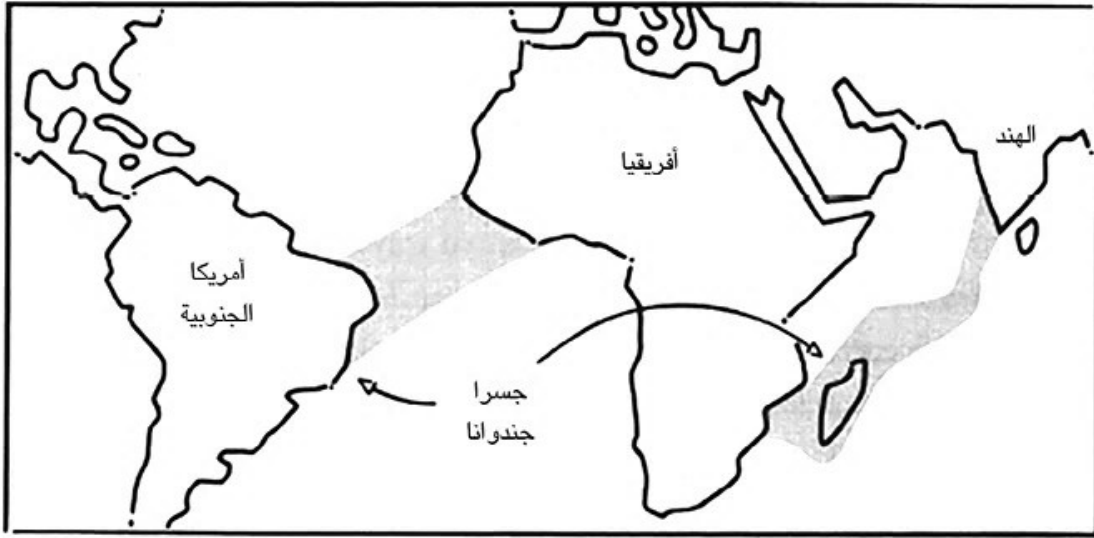 الهند
أفريقيا
أمريكا
الجنوبية
جسرا
جندوانا